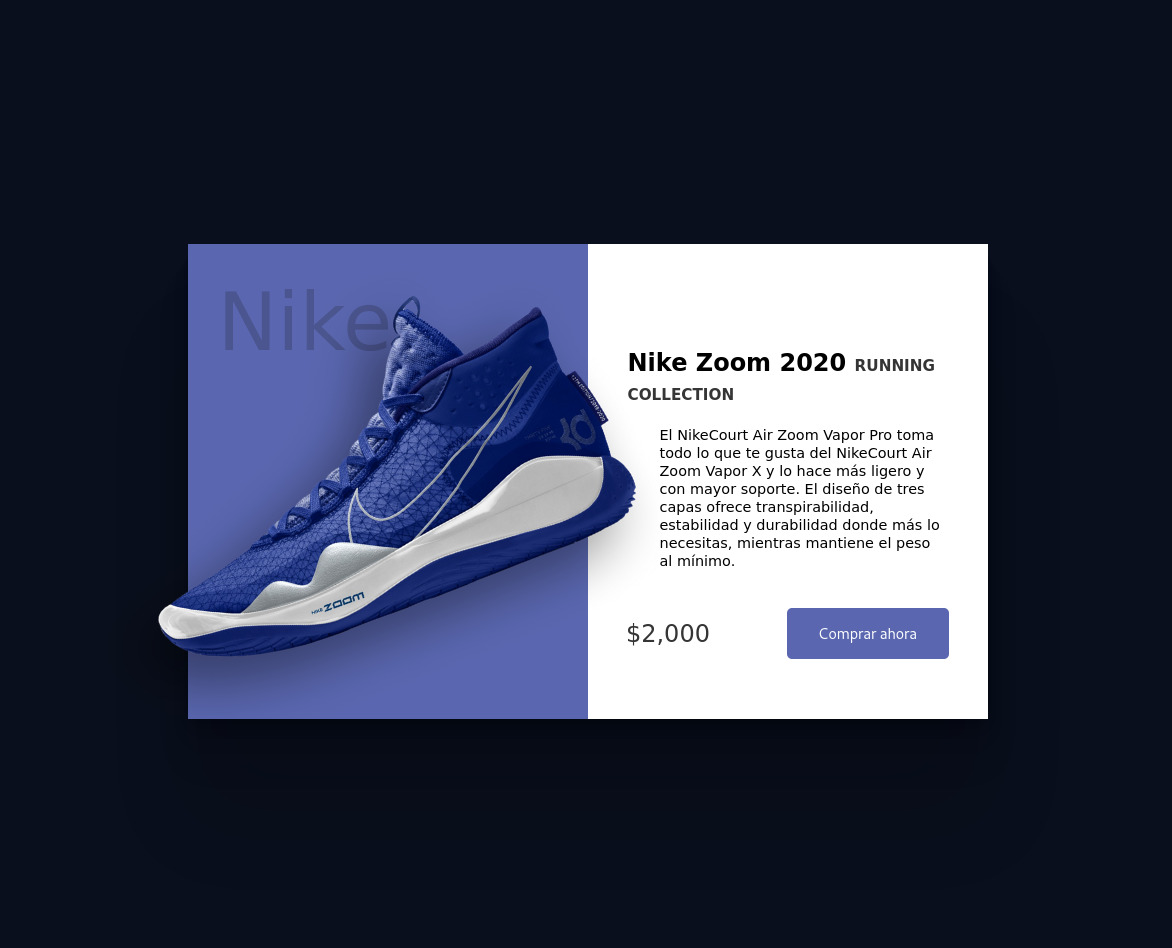 Nike
Nike Zoom 2020 RUNNING
COLLECTION
El NikeCourt Air Zoom Vapor Pro toma
todo lo que te gusta del NikeCourt Air
Zoom Vapor X y lo hace más ligero y
con mayor soporte. El diseño de tres
capas ofrece transpirabilidad,
estabilidad y durabilidad donde más lo
necesitas, mientras mantiene el peso
al mínimo.
$2,000
Comprar ahora
NIKE ZOOM